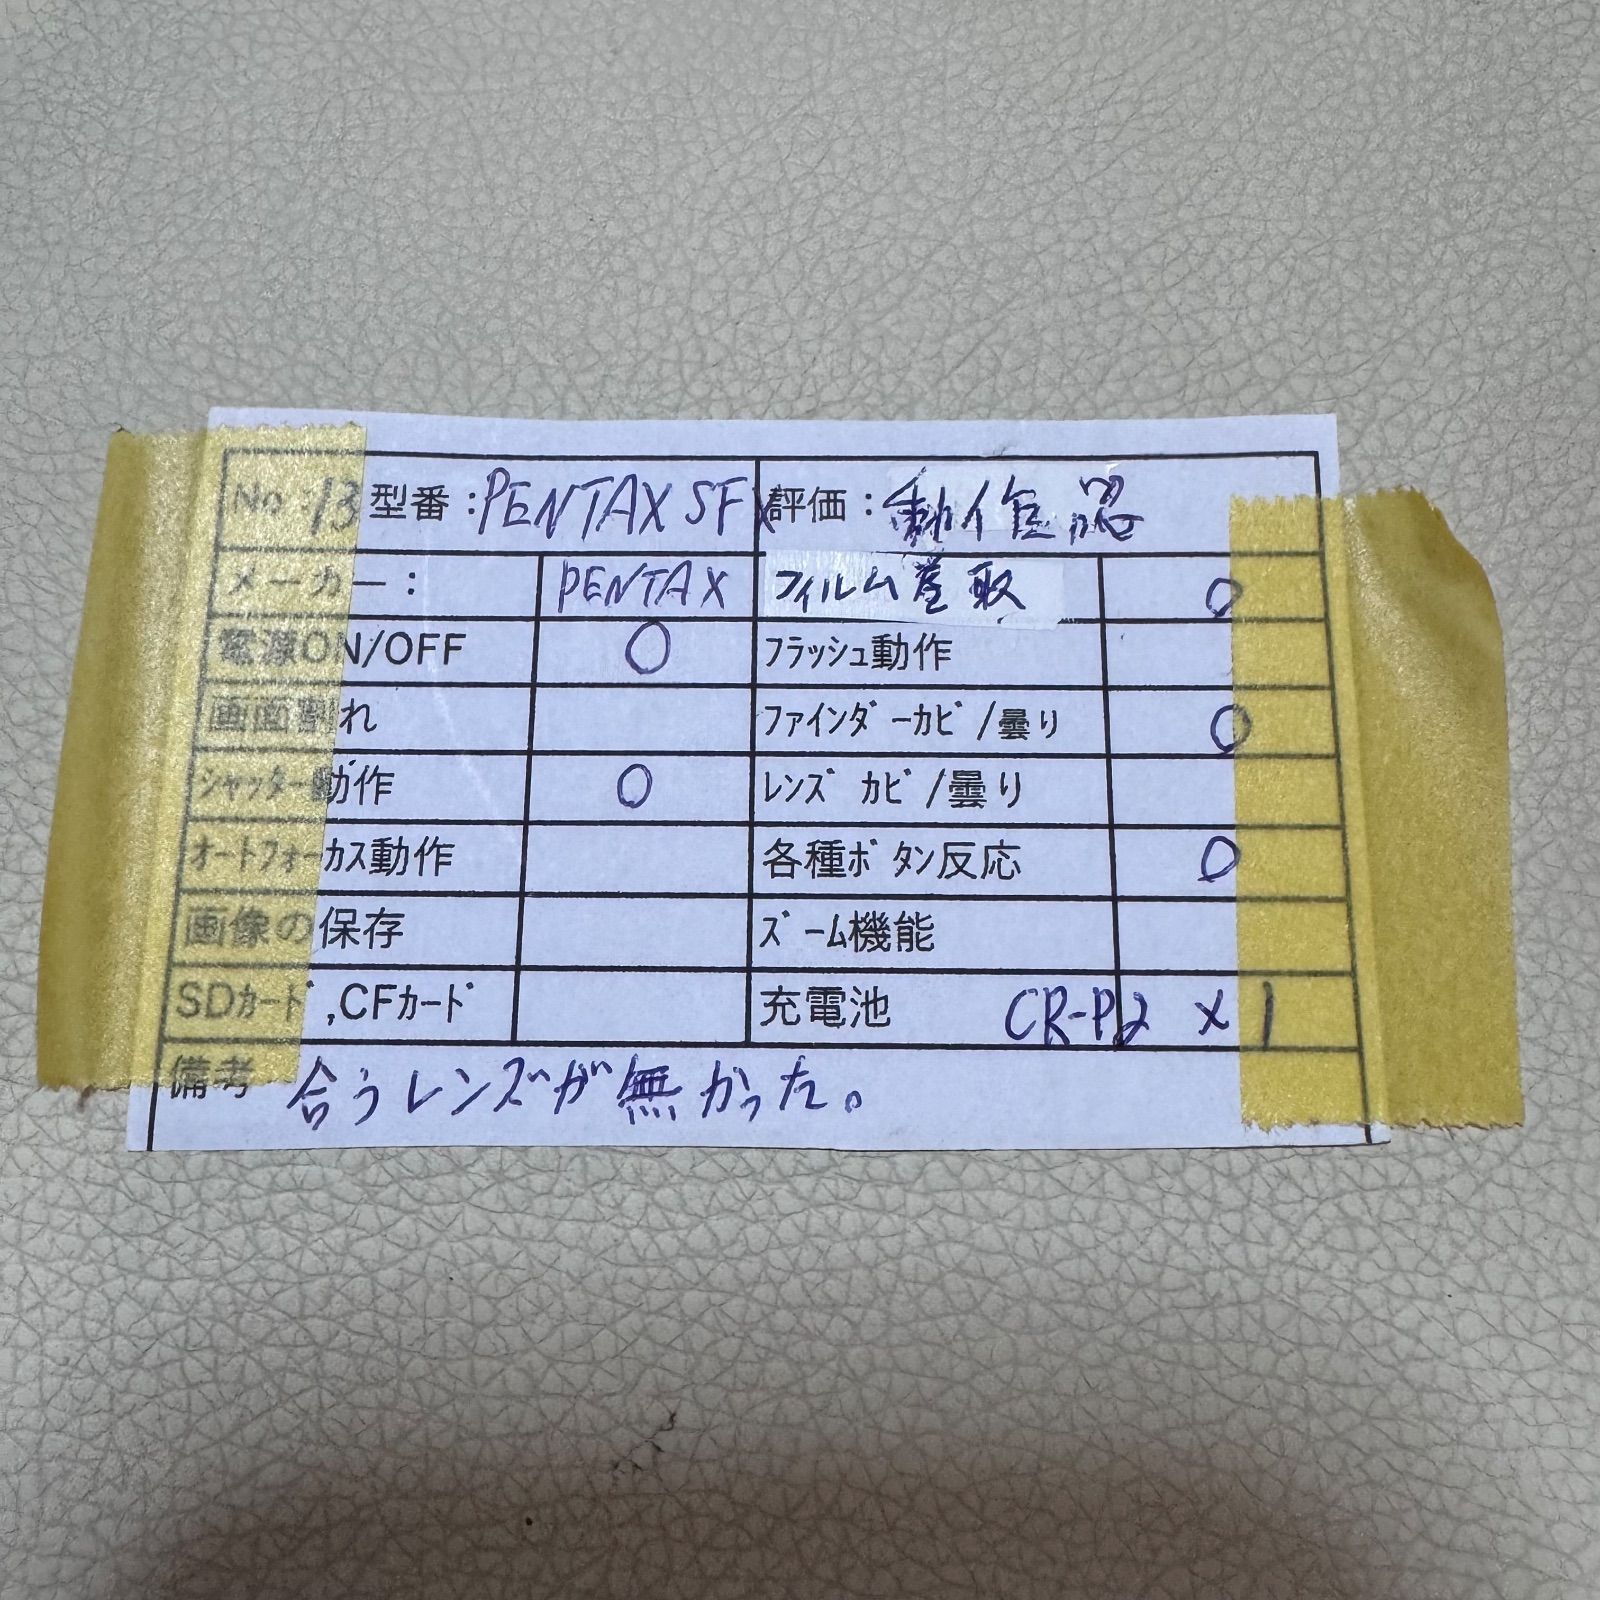 No :13 型番:PENTAX SFX 評価:動作品
メーカー: PENTAX フィルム巻取 ○
電源ON/OFF ○ フラッシュ動作
画面割れ ファインダーカビ/曇り ○
シャッター動作 ○ レンズカビ/曇り
オートフォーカス動作 各種ボタン反応 ○
画像の保存 ズーム機能
SDカード,CFカード 充電池 CR-P2 × 1
備考 合うレンズが無かった。